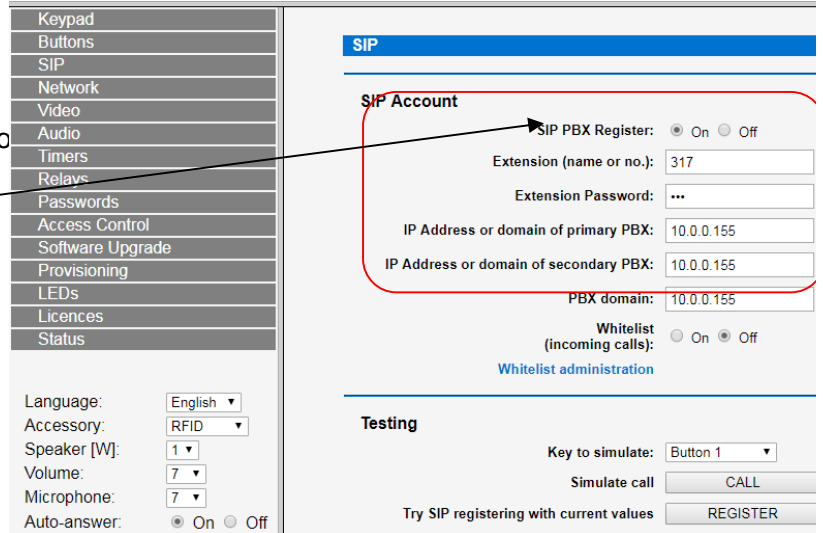 Keypad
Buttons
SIP
Network
Video
Audio
Timers
Relays
Passwords
Access Control
Software Upgrade
Provisioning
LEDs
Licences
Status
Language: English
Accessory: RFID
Speaker [W]: 1
Volume: 7
Microphone: 7
Auto-answer: On Off
SIP
SIP Account
SIP PBX Register: On Off
Extension (name or no.): 317
Extension Password: •••
IP Address or domain of primary PBX: 10.0.0.155
IP Address or domain of secondary PBX: 10.0.0.155
PBX domain: 10.0.0.155
Whitelist
(incoming calls): On Off
Whitelist administration
Testing
Key to simulate: Button 1
Simulate call CALL
Try SIP registering with current values REGISTER